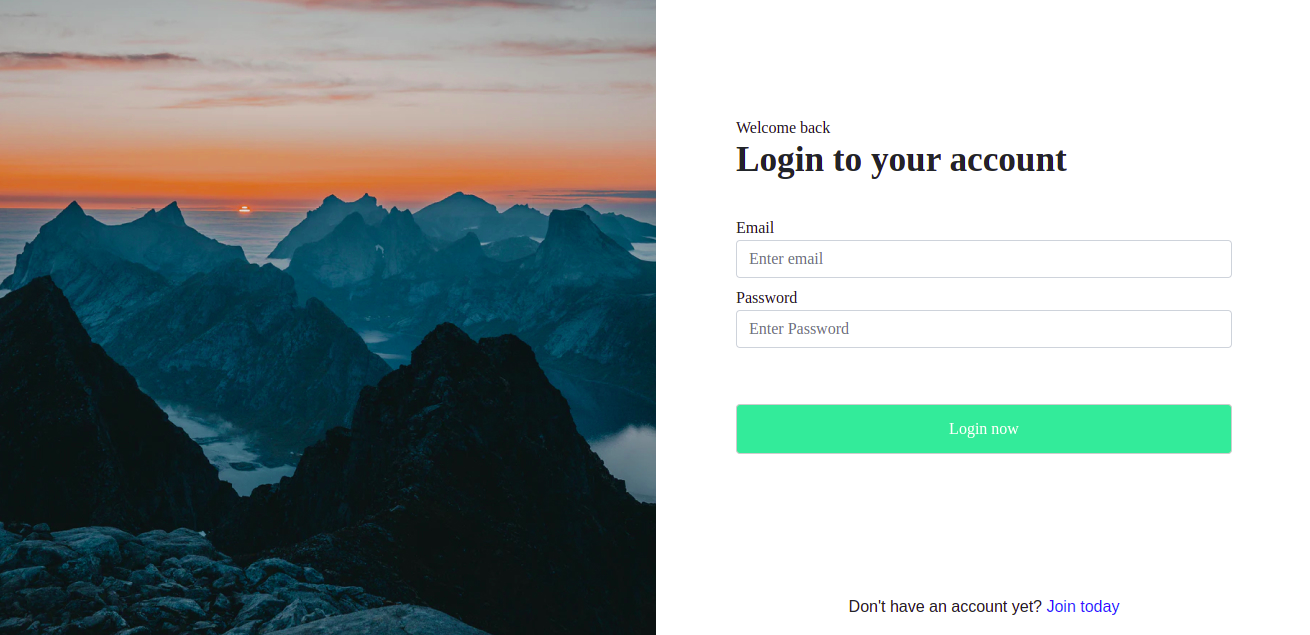 Welcome back
Login to your account
Email
Enter email
Password
Enter Password
Login now
Don't have an account yet? Join today